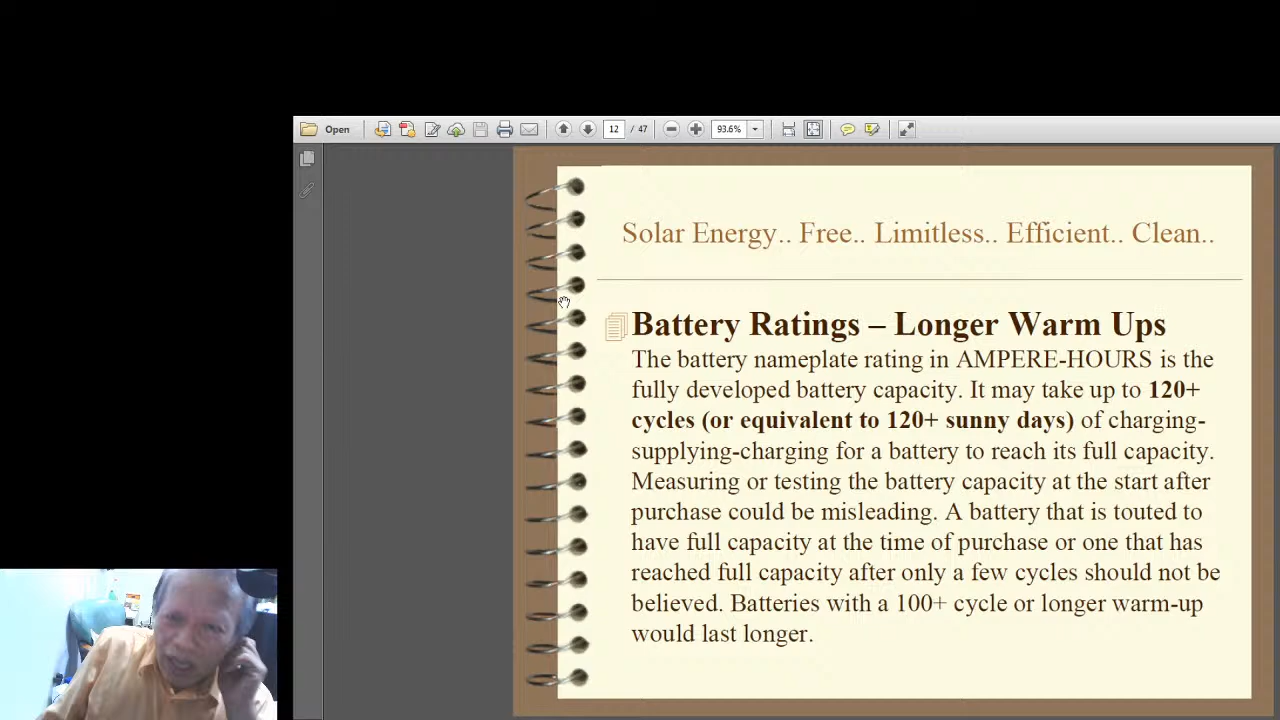 Open
12 / 47
93.6%
Solar Energy.. Free.. Limitless.. Efficient.. Clean..
Battery Ratings – Longer Warm Ups
The battery nameplate rating in AMPERE-HOURS is the
fully developed battery capacity. It may take up to 120+
cycles (or equivalent to 120+ sunny days) of charging-
supplying-charging for a battery to reach its full capacity.
Measuring or testing the battery capacity at the start after
purchase could be misleading. A battery that is touted to
have full capacity at the time of purchase or one that has
reached full capacity after only a few cycles should not be
believed. Batteries with a 100+ cycle or longer warm-up
would last longer.